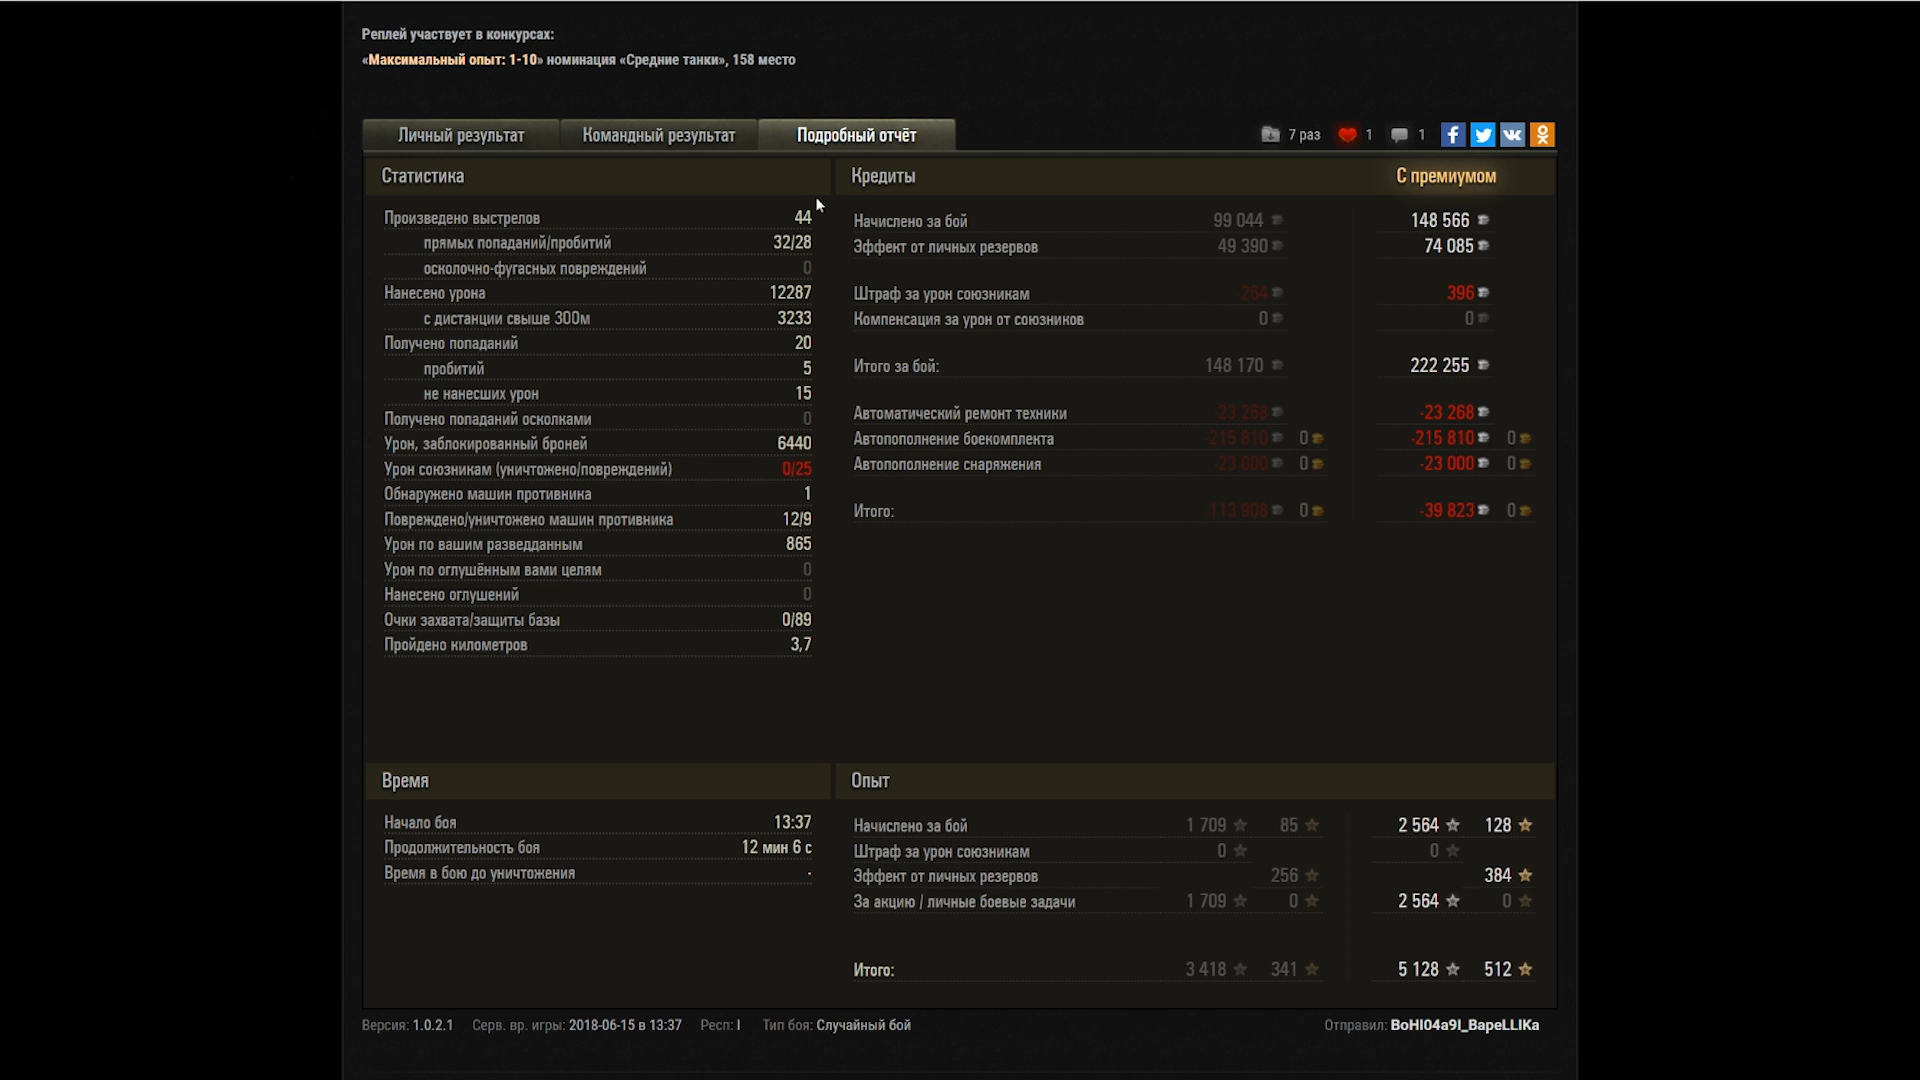 Реплей участвует в конкурсах:
«Максимальный опыт: 1-10» номинация «Средние танки», 158 место
Личный результат Командный результат Подробный отчёт 7 раз 1 1
Статистика
Произведено выстрелов 44
прямых попаданий/пробитий 32/28
осколочно-фугасных повреждений 0
Нанесено урона 12287
с дистанции свыше 300м 3233
Получено попаданий 20
пробитий 5
не нанесших урон 15
Получено попаданий осколками 0
Урон, заблокированный броней 6440
Урон союзникам (уничтожено/повреждений) 0/25
Обнаружено машин противника 1
Повреждено/уничтожено машин противника 12/9
Урон по вашим разведданным 865
Урон по оглушённым вами целям 0
Нанесено оглушений 0
Очки захвата/защиты базы 0/89
Пройдено километров 3,7
Кредиты С премиумом
Начислено за бой 99 044 148 566
Эффект от личных резервов 49 390 74 085
Штраф за урон союзникам -264 396
Компенсация за урон от союзников 0 0
Итого за бой: 148 170 222 255
Автоматический ремонт техники -23 268 -23 268
Автопополнение боекомплекта -215 810 0 -215 810 0
Автопополнение снаряжения -23 000 0 -23 000 0
Итого: -113 908 0 -39 823 0
Время
Начало боя 13:37
Продолжительность боя 12 мин 6 с
Время в бою до уничтожения -
Опыт
Начислено за бой 1 709 85 2 564 128
Штраф за урон союзникам 0 0
Эффект от личных резервов 256 384
За акцию / личные боевые задачи 1 709 0 2 564 0
Итого: 3 418 341 5 128 512
Версия: 1.0.2.1 Серв. вр. игры: 2018-06-15 в 13:37 Респ: I Тип боя: Случайный бой Отправил: BoHI04a9I_BapeLLIKa